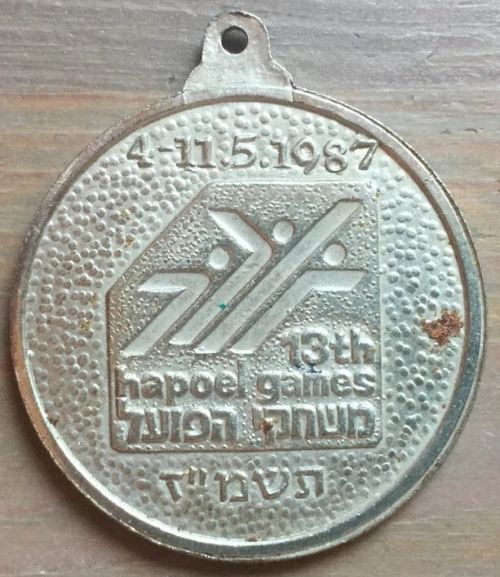 4-11.5.1987
13th
hapoel games
משחקי הפועל
תשמ"ז